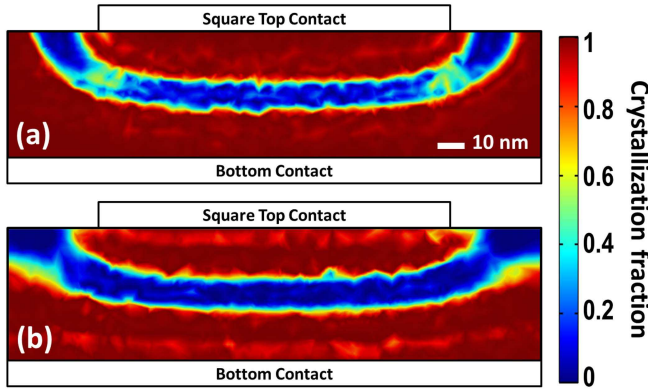 Square Top Contact
(a)
10 nm
Bottom Contact
Square Top Contact
(b)
Bottom Contact
1
0.8
0.6
0.4
0.2
0
Crystallization fraction